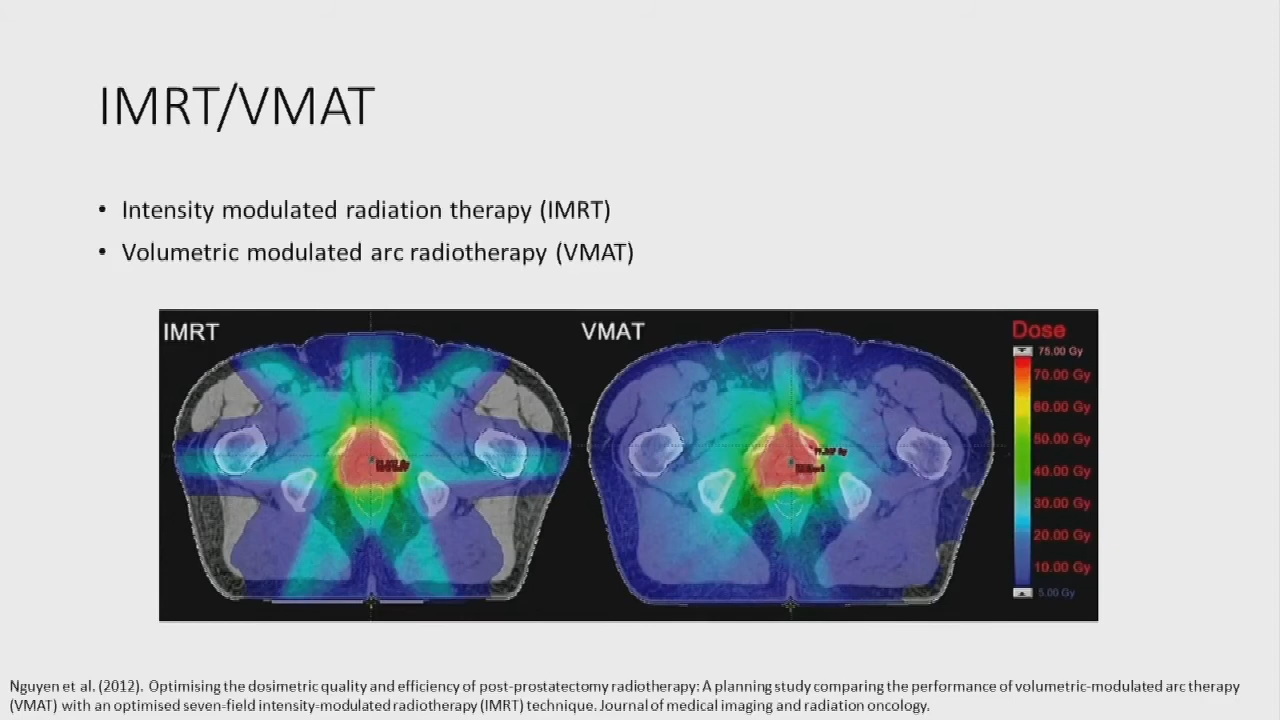 IMRT/VMAT
• Intensity modulated radiation therapy (IMRT)
• Volumetric modulated arc radiotherapy (VMAT)
IMRT
VMAT
Dose
75.00 Gy
70.00 Gy
60.00 Gy
50.00 Gy
40.00 Gy
30.00 Gy
20.00 Gy
10.00 Gy
5.00 Gy
Nguyen et al. (2012). Optimising the dosimetric quality and efficiency of post-prostatectomy radiotherapy: A planning study comparing the performance of volumetric-modulated arc therapy
(VMAT) with an optimised seven-field intensity-modulated radiotherapy (IMRT) technique. Journal of medical imaging and radiation oncology.